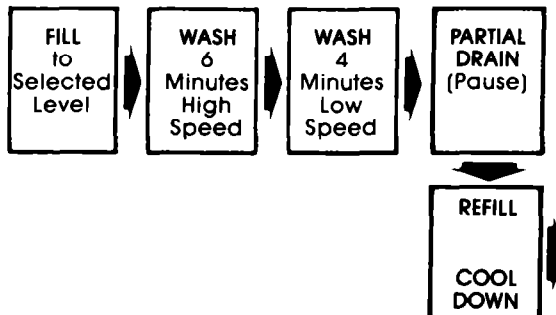 FILL
to
Selected
Level
WASH
6
Minutes
High
Speed
WASH
4
Minutes
Low
Speed
PARTIAL
DRAIN
(Pause)
REFILL
COOL
DOWN